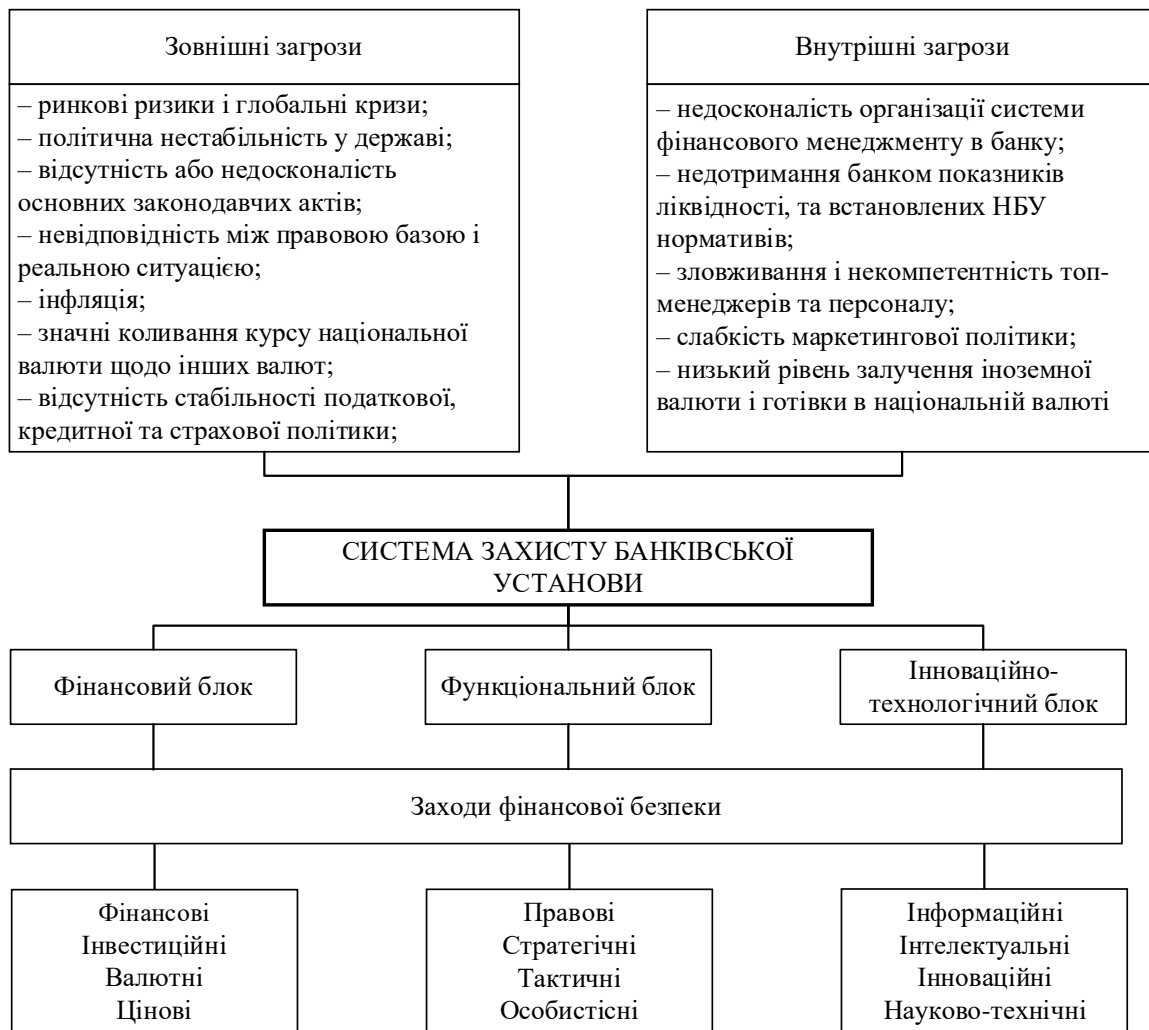 Зовнішні загрози
– ринкові ризики і глобальні кризи;
– політична нестабільність у державі;
– відсутність або недосконалість
основних законодавчих актів;
– невідповідність між правовою базою і
реальною ситуацією;
– інфляція;
– значні коливання курсу національної
валюти щодо інших валют;
– відсутність стабільності податкової,
кредитної та страхової політики;
Внутрішні загрози
– недосконалість організації системи
фінансового менеджменту в банку;
– недотримання банком показників
ліквідності, та встановлених НБУ
нормативів;
– зловживання і некомпетентність топ-
менеджерів та персоналу;
– слабкість маркетингової політики;
– низький рівень залучення іноземної
валюти і готівки в національній валюті
СИСТЕМА ЗАХИСТУ БАНКІВСЬКОЇ
УСТАНОВИ
Фінансовий блок
Функціональний блок
Інноваційно-
технологічний блок
Заходи фінансової безпеки
Фінансові
Інвестиційні
Валютні
Цінові
Правові
Стратегічні
Тактичні
Особистісні
Інформаційні
Інтелектуальні
Інноваційні
Науково-технічні